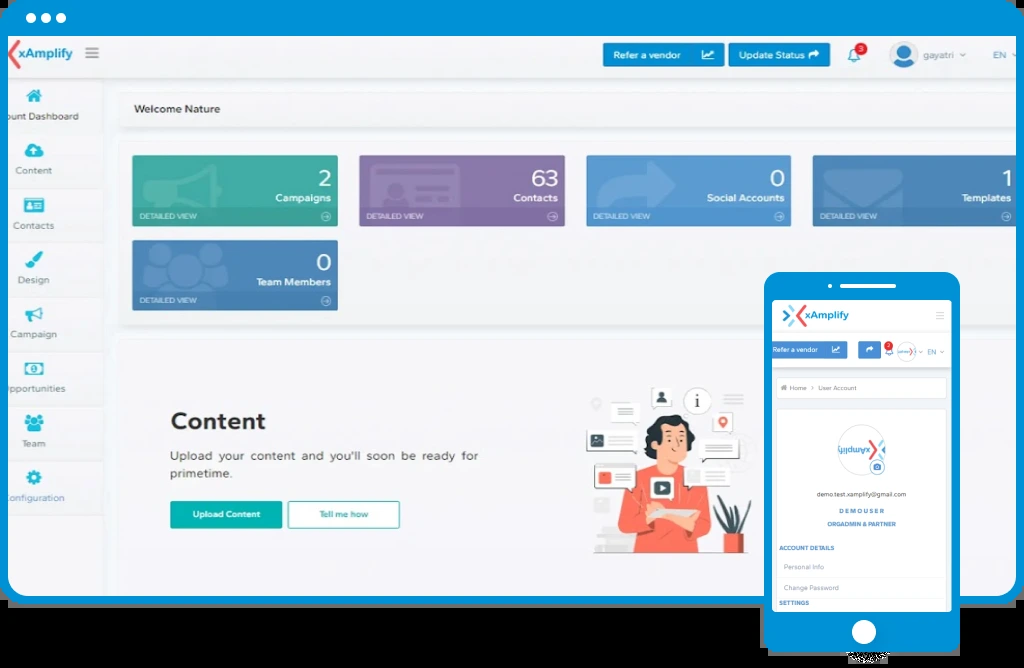 xAmplify
Refer a vendor
Update Status
3
gayatri
EN
ount Dashboard
Content
Contacts
Design
Campaign
pportunities
Team
onfiguration
Welcome Nature
2
Campaigns
DETAILED VIEW
63
Contacts
DETAILED VIEW
0
Social Accounts
DETAILED VIEW
1
Templates
DETAILED VIEW
0
Team Members
DETAILED VIEW
Content
Upload your content and you'll soon be ready for
primetime.
Upload Content
Tell me how
i
xAmplify
Refer a vendor
EN
Home > User Account
xAmplify
demo.test.xamplify@gmail.com
DEMOUSER
ORGADMIN & PARTNER
ACCOUNT DETAILS
Personal Info
Change Password
SETTINGS